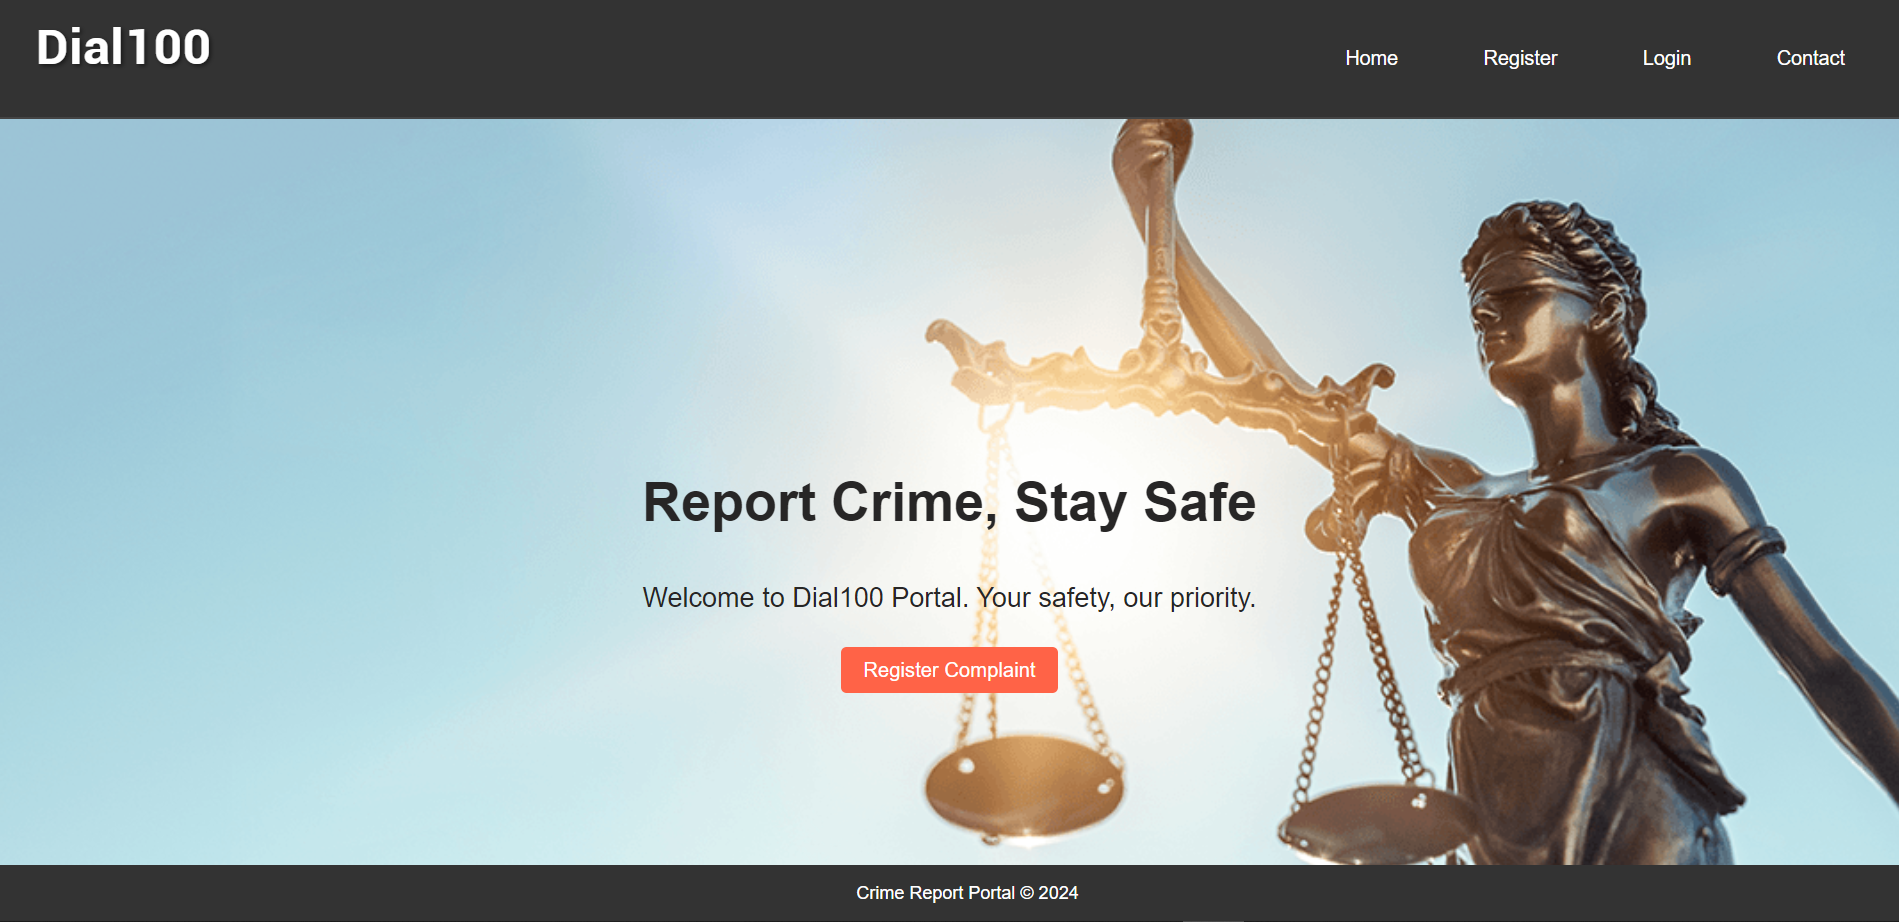 Dial100
Home Register Login Contact
Report Crime, Stay Safe
Welcome to Dial100 Portal. Your safety, our priority.
Register Complaint
Crime Report Portal © 2024